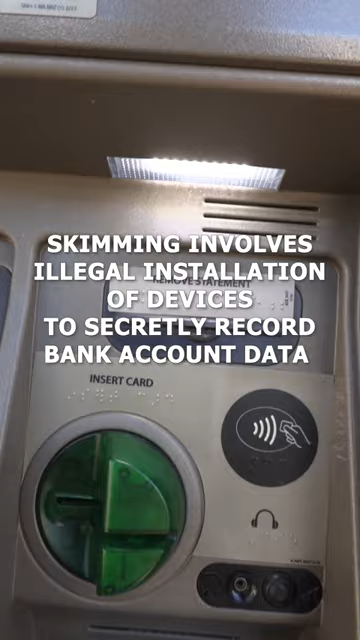 SKIMMING INVOLVES
ILLEGAL INSTALLATION
REMOVE STATEMENT
OF DEVICES
TO SECRETLY RECORD
BANK ACCOUNT DATA
INSERT CARD